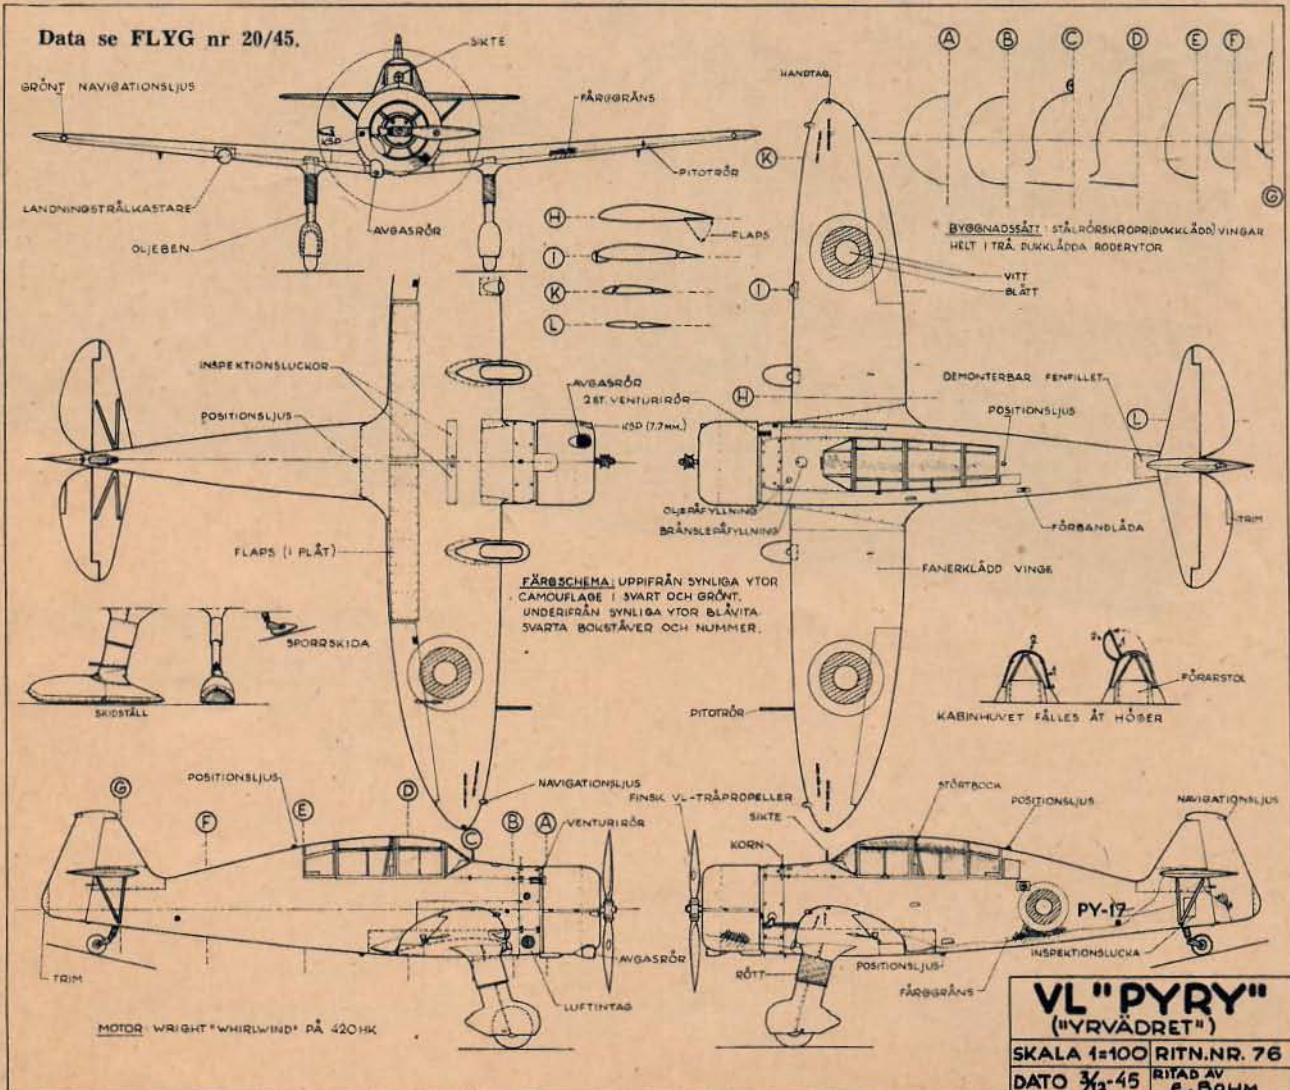 Data se FLYG nr 20/45.
SIKTE
GRÖNT NAVIGATIONSLJUS
FÄRGGRÄNS
KSP
PITOTRÖR
LANDNINGSTRÅLKASTARE
OLJEBEN
AVGASRÖR
HANDTAG
A
B
C
D
E
F
G
K
I
H
BYGGNADSSÄTT: STÅLRÖRSKROPP(DUKKLÄDD) VINGAR
HELT I TRÄ. DUKKLÄDDA RODERYTOR
VITT
BLÅTT
H
FLAPS
I
K
L
INSPEKTIONSLUCKOR
POSITIONSLJUS
FLAPS (I PLÅT)
AVGASRÖR
2 ST. VENTURIRÖR
KSP (7.7 MM.)
DEMONTERBAR FENFILLET
POSITIONSLJUS
L
OLJEPÅFYLLNING
BRÄNSLEPÅFYLLNING
FÖRBANDLÅDA
TRIM
FANERKLÄDD VINGE
FÄRGSCHEMA: UPPIFRÅN SYNLIGA YTOR
CAMOUFLAGE I SVART OCH GRÖNT.
UNDERIFRÅN SYNLIGA YTOR BLÅVITA.
SVARTA BOKSTÄVER OCH NUMMER.
SPORRSKIDA
SKIDSTÄLL
PITOTRÖR
FÖRARSTOL
KABINHUVET FÄLLES ÅT HÖGER
G
POSITIONSLJUS
F
E
D
C
B
A
NAVIGATIONSLJUS
FINSK VL-TRÄPROPELLER
VENTURIRÖR
SIKTE
KORN
STÖRTBOCK
POSITIONSLJUS
NAVIGATIONSLJUS
PY-17
TRIM
AVGASRÖR
LUFTINTAG
RÖTT
POSITIONSLJUS
FÄRGGRÄNS
INSPEKTIONSLUCKA
MOTOR: WRIGHT "WHIRLWIND" PÅ 420 HK
VL "PYRY"
("YRVÄDRET")
SKALA 1=100 RITN.NR. 76
DATO 3/12-45 RITAD AV
BOHM